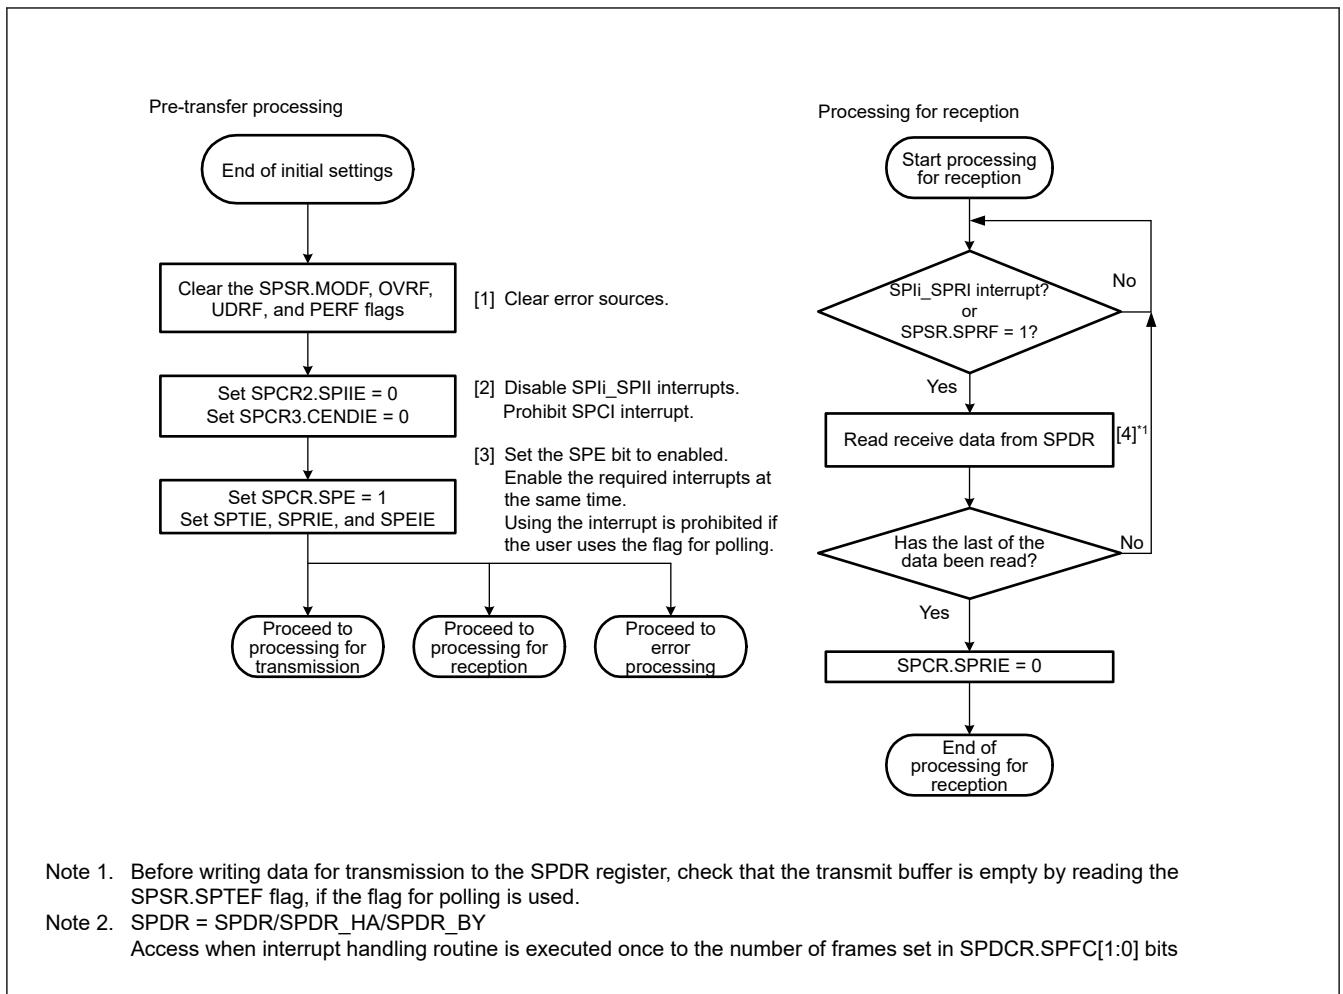 Pre-transfer processing
End of initial settings
Clear the SPSR.MODF, OVRF,
UDRF, and PERF flags
[1] Clear error sources.
Set SPCR2.SPIIE = 0
Set SPCR3.CENDIE = 0
[2] Disable SPIi_SPII interrupts.
Prohibit SPCI interrupt.
Set SPCR.SPE = 1
Set SPTIE, SPRIE, and SPEIE
[3] Set the SPE bit to enabled.
Enable the required interrupts at
the same time.
Using the interrupt is prohibited if
the user uses the flag for polling.
Proceed to
processing for
transmission
Proceed to
processing for
reception
Proceed to
error
processing
Processing for reception
Start processing
for reception
SPIi_SPRI interrupt?
or
SPSR.SPRF = 1?
No
Yes
Read receive data from SPDR
[4]*1
Has the last of the
data been read?
No
Yes
SPCR.SPRIE = 0
End of
processing for
reception
Note 1. Before writing data for transmission to the SPDR register, check that the transmit buffer is empty by reading the
SPSR.SPTEF flag, if the flag for polling is used.
Note 2. SPDR = SPDR/SPDR_HA/SPDR_BY
Access when interrupt handling routine is executed once to the number of frames set in SPDCR.SPFC[1:0] bits